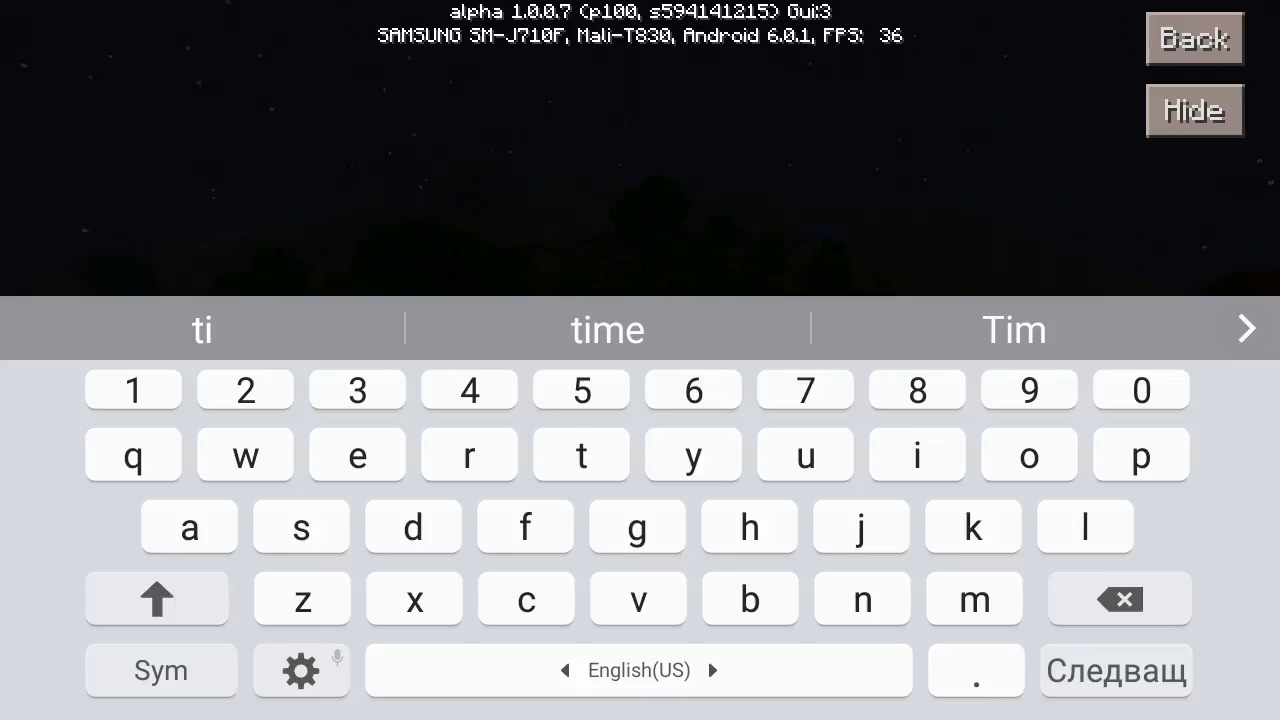 alpha 1.0.0.7 (p100, s594141215) Gui:3
SAMSUNG SM-J710F, Mali-T830, Android 6.0.1, FPS: 36
Back
Hide
ti time Tim
1 2 3 4 5 6 7 8 9 0
q w e r t y u i o p
a s d f g h j k l
z x c v b n m
Sym English(US) . Следващ